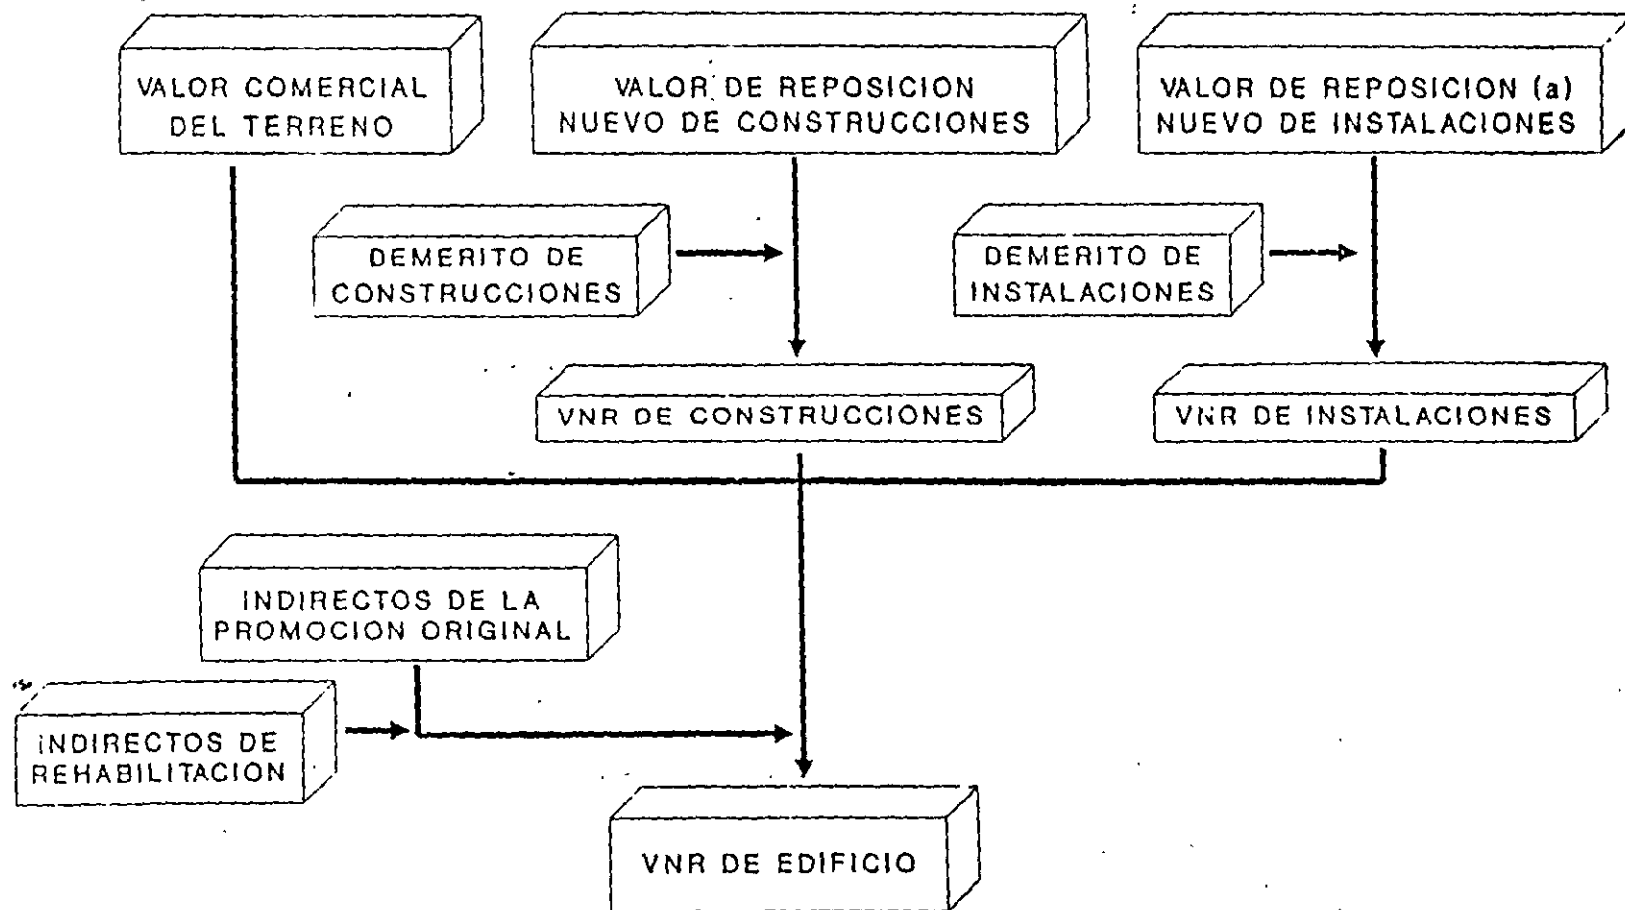 VALOR COMERCIAL
DEL TERRENO
VALOR DE REPOSICION
NUEVO DE CONSTRUCCIONES
VALOR DE REPOSICION (a)
NUEVO DE INSTALACIONES
DEMERITO DE
CONSTRUCCIONES
DEMERITO DE
INSTALACIONES
VNR DE CONSTRUCCIONES
VNR DE INSTALACIONES
INDIRECTOS DE LA
PROMOCION ORIGINAL
INDIRECTOS DE
REHABILITACION
VNR DE EDIFICIO